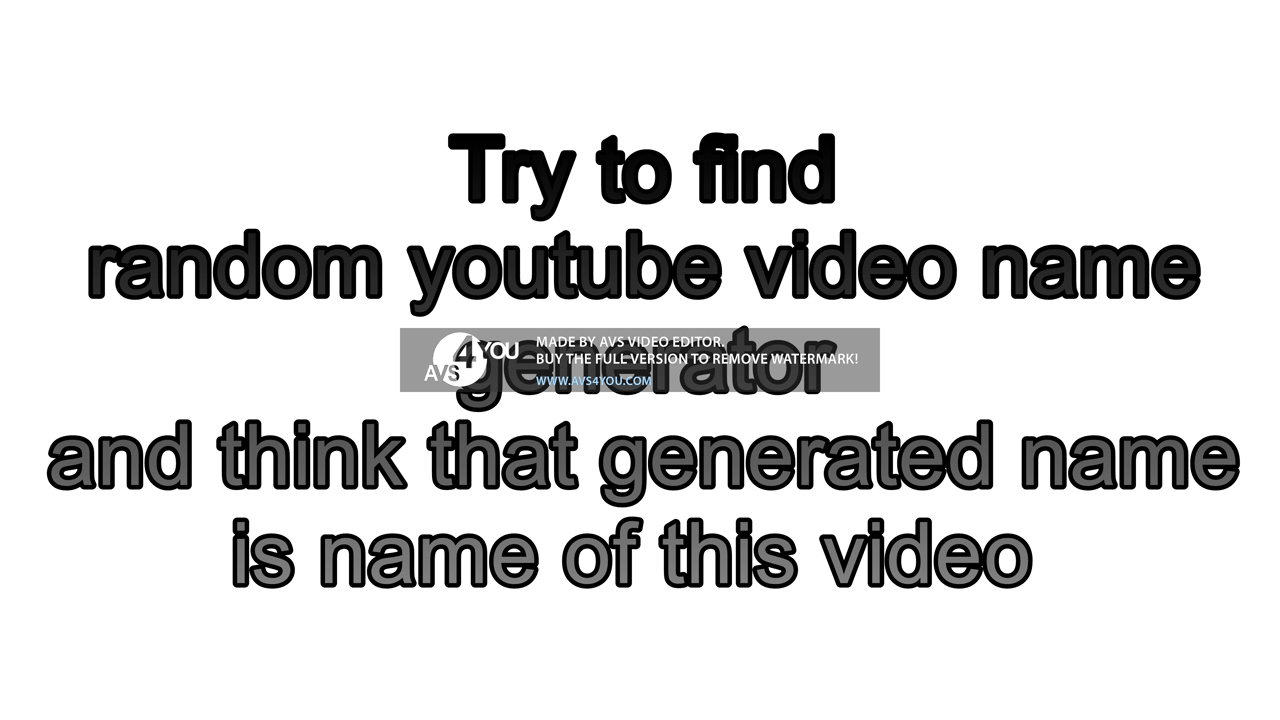 Try to find
random youtube video name
generator
AVS4YOU
MADE BY AVS VIDEO EDITOR.
BUY THE FULL VERSION TO REMOVE WATERMARK!
WWW.AVS4YOU.COM
and think that generated name
is name of this video